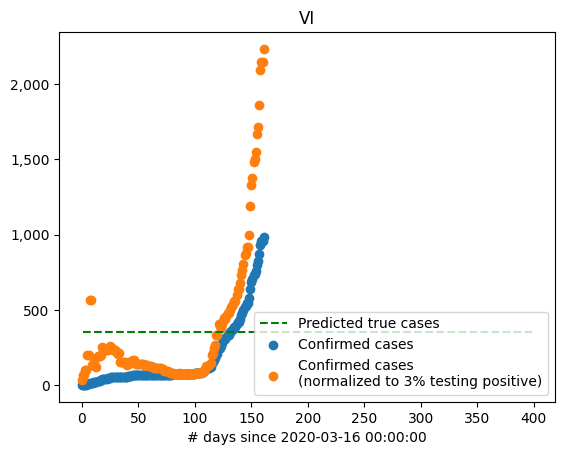 VI
2,000
1,500
1,000
500
0
Predicted true cases
Confirmed cases
Confirmed cases
(normalized to 3% testing positive)
0 50 100 150 200 250 300 350 400
# days since 2020-03-16 00:00:00